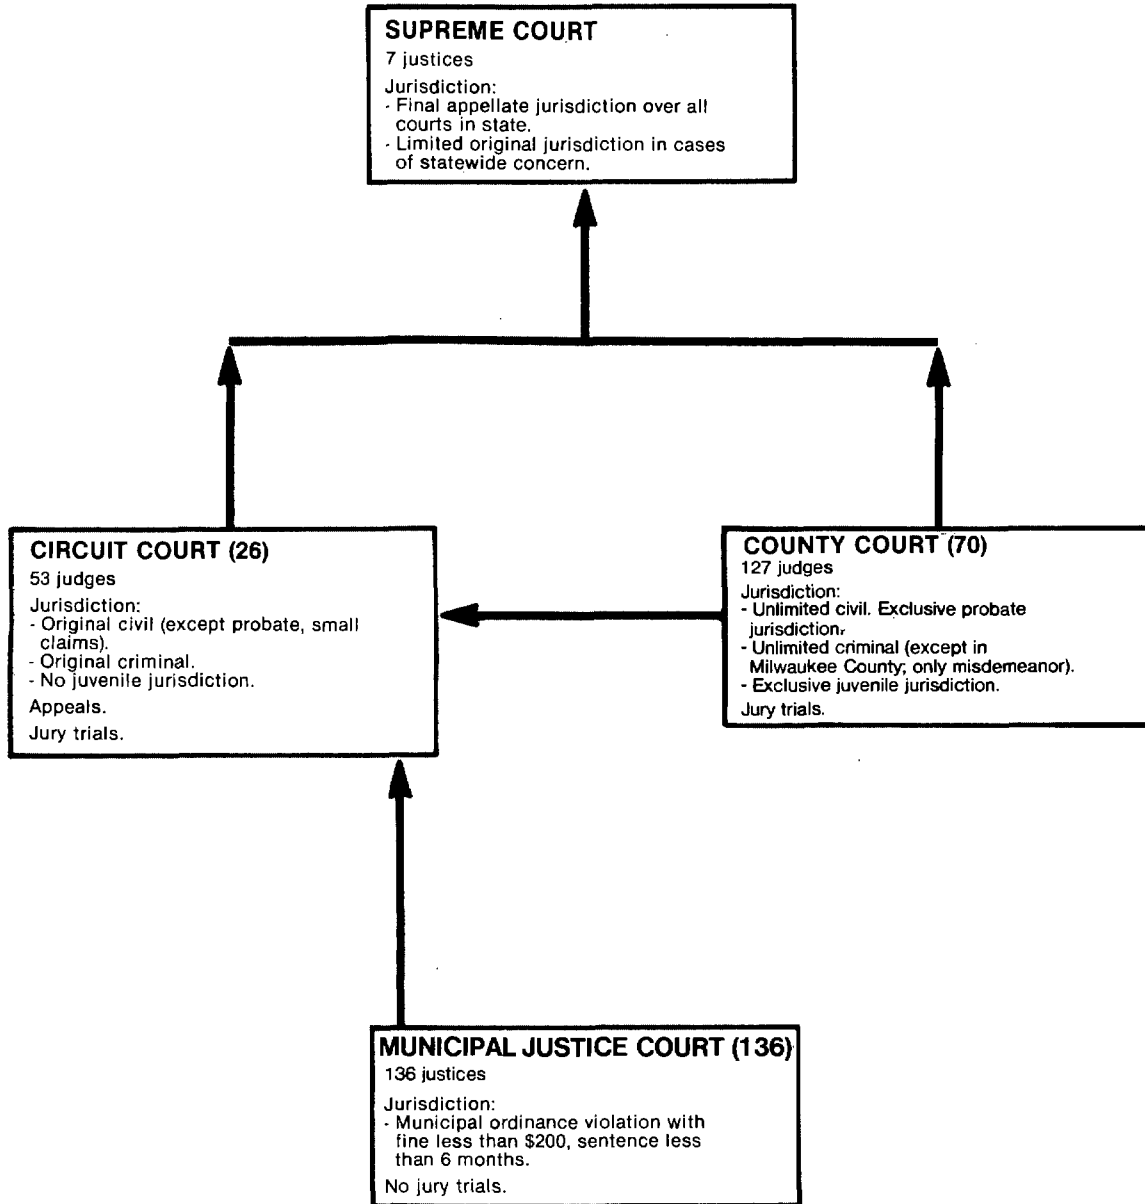 SUPREME COURT
7 justices
Jurisdiction:
- Final appellate jurisdiction over all
courts in state.
- Limited original jurisdiction in cases
of statewide concern.
CIRCUIT COURT (26)
53 judges
Jurisdiction:
- Original civil (except probate, small
claims).
- Original criminal.
- No juvenile jurisdiction.
Appeals.
Jury trials.
COUNTY COURT (70)
127 judges
Jurisdiction:
- Unlimited civil. Exclusive probate
jurisdiction.
- Unlimited criminal (except in
Milwaukee County; only misdemeanor).
- Exclusive juvenile jurisdiction.
Jury trials.
MUNICIPAL JUSTICE COURT (136)
136 justices
Jurisdiction:
- Municipal ordinance violation with
fine less than $200, sentence less
than 6 months.
No jury trials.